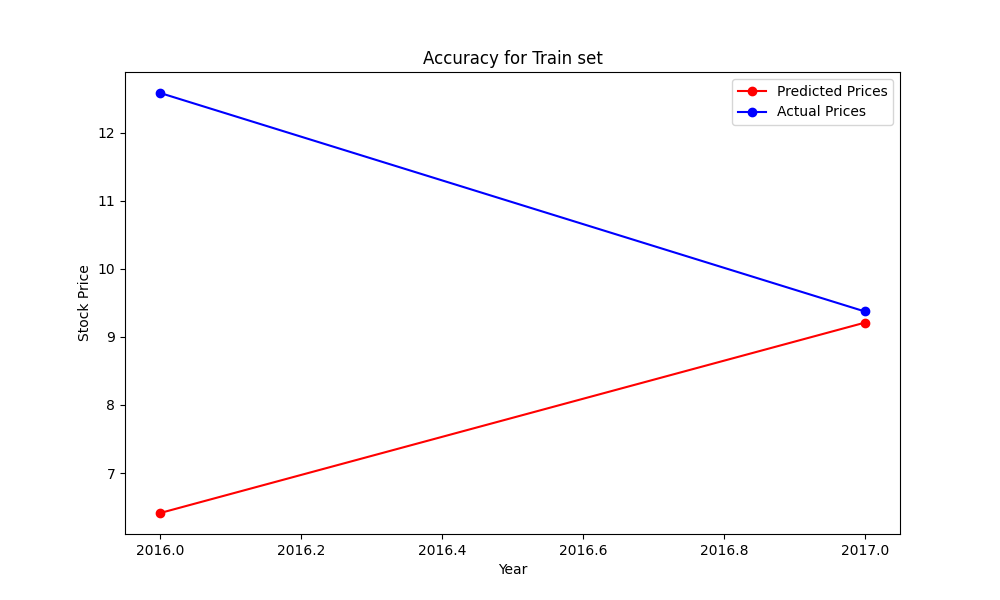 Accuracy for Train set
Predicted Prices
Actual Prices
Stock Price
12
11
10
9
8
7
2016.0 2016.2 2016.4 2016.6 2016.8 2017.0
Year